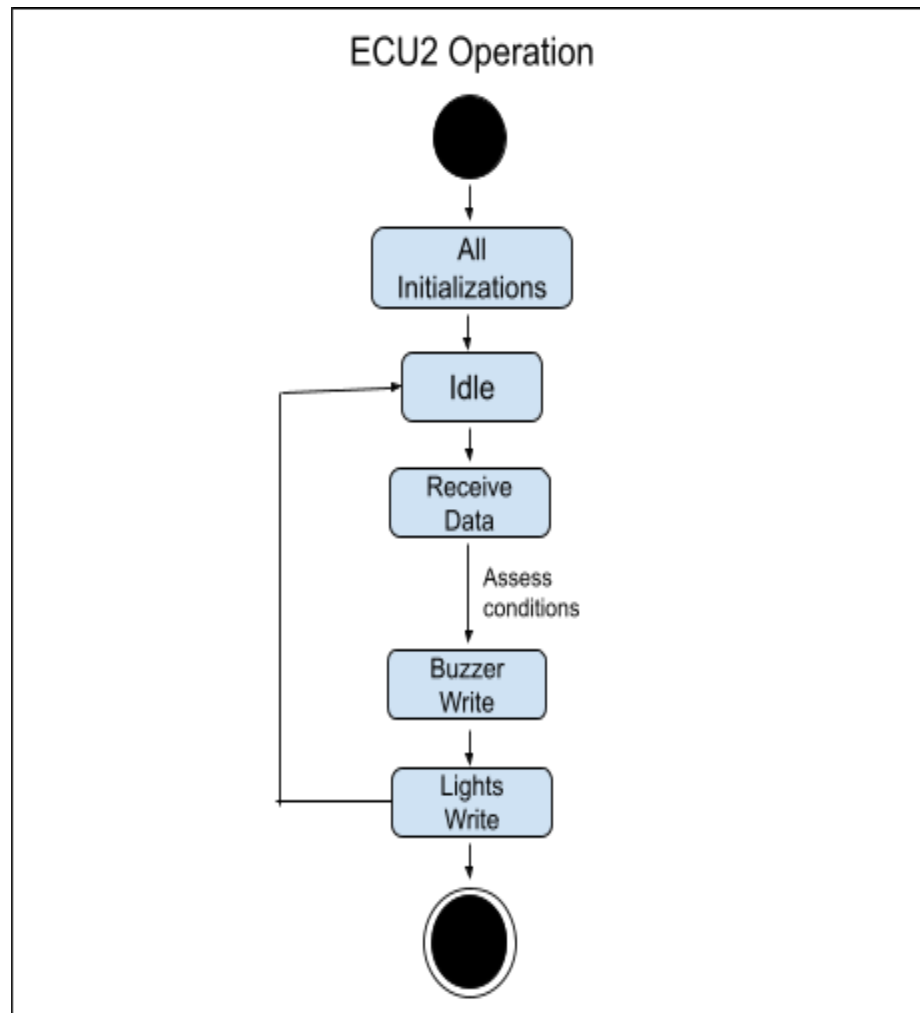 ECU2 Operation
All
Initializations
Idle
Receive
Data
Assess
conditions
Buzzer
Write
Lights
Write